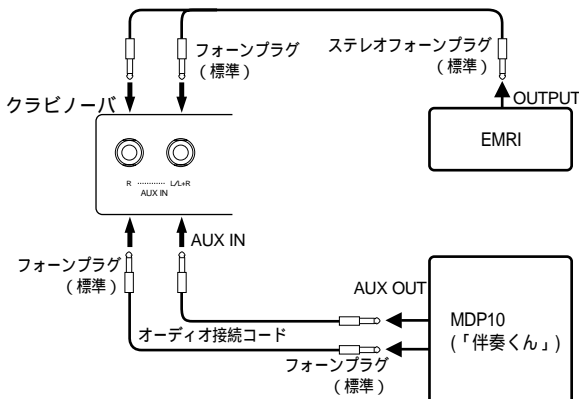 フォーンプラグ
(標準)
ステレオフォーンプラグ
(標準)
クラビノーバ
OUTPUT
EMRI
R ............ L/L+R
AUX IN
AUX IN
フォーンプラグ
(標準)
AUX OUT
MDP10
(「伴奏くん」)
オーディオ接続コード
フォーンプラグ
(標準)